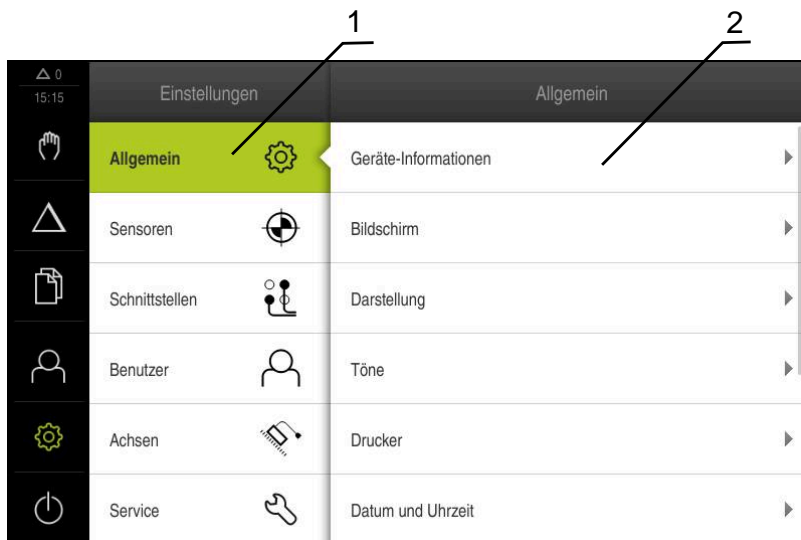 1
2
△ 0
15:15
Einstellungen
Allgemein
Allgemein
Sensoren
Schnittstellen
Benutzer
Achsen
Service
Geräte-Informationen
Bildschirm
Darstellung
Töne
Drucker
Datum und Uhrzeit